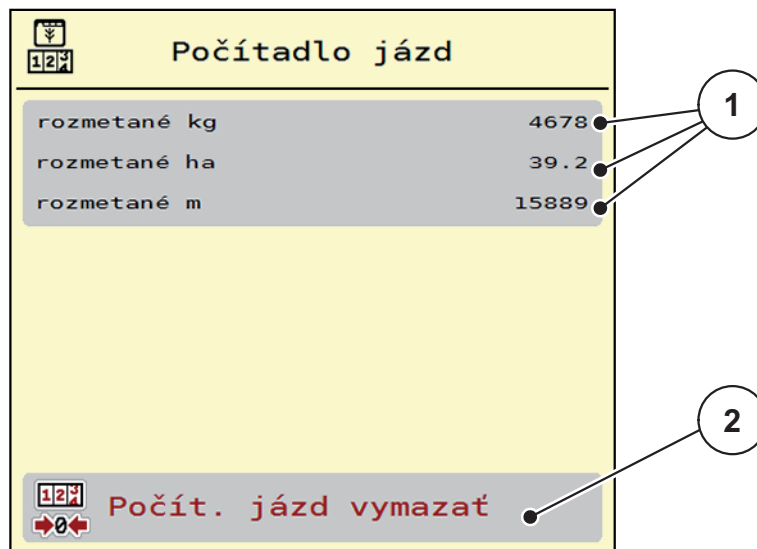 Počítadlo jázd
rozmetané kg 4678
rozmetané ha 39.2
rozmetané m 15889
1
2
Počít. jázd vymazať